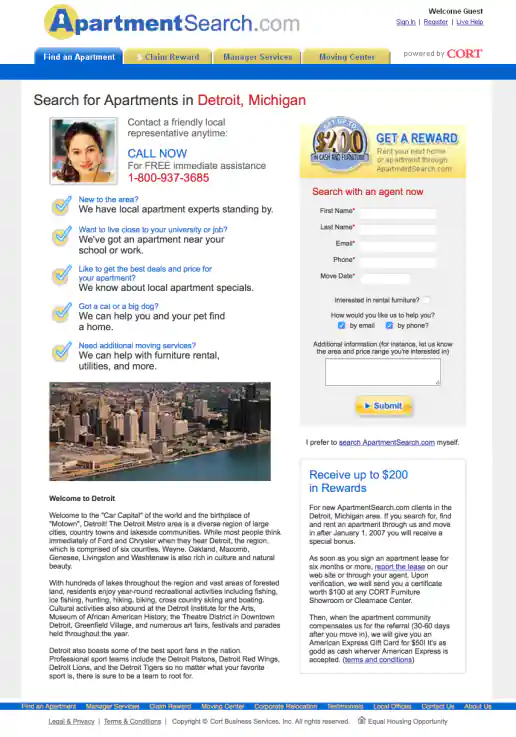 ApartmentSearch.com
Welcome Guest
Sign In | Register | Live Help
Find an Apartment
$ Claim Reward
Manager Services
Moving Center
powered by CORT
Search for Apartments in Detroit, Michigan
Contact a friendly local
representative anytime:
CALL NOW
For FREE immediate assistance
1-800-937-3685
New to the area?
We have local apartment experts standing by.
Want to live close to your university or job?
We've got an apartment near your
school or work.
Like to get the best deals and price for
your apartment?
We know about local apartment specials.
Got a cat or a big dog?
We can help you and your pet find
a home.
Need additional moving services?
We can help with furniture rental,
utilities, and more.
Welcome to Detroit
Welcome to the "Car Capital" of the world and the birthplace of
"Motown", Detroit! The Detroit Metro area is a diverse region of large
cities, country towns and lakeside communities. While most people think
immediately of Ford and Chrysler when they hear Detroit, the region,
which is comprised of six counties, Wayne, Oakland, Macomb,
Genesee, Livingston and Washtenaw is also rich in culture and natural
beauty.
With hundreds of lakes throughout the region and vast areas of forested
land, residents enjoy year-round recreational activities including fishing,
ice fishing, hunting, hiking, biking, cross country skiing and boating.
Cultural activities also abound at the Detroit Institute for the Arts,
Museum of African American History, the Theatre District in Downtown
Detroit, Greenfield Village, and numerous art fairs, festivals and parades
held throughout the year.
Detroit also boasts some of the best sport fans in the nation.
Professional sport teams include the Detroit Pistons, Detroit Red Wings,
Detroit Lions, and the Detroit Tigers so no matter what your favorite
sport is, there is sure to be a team to root for.
GET UP TO
$200
IN CASH AND FURNITURE
GET A REWARD
Rent your next home
or apartment through
ApartmentSearch.com
Search with an agent now
First Name*
Last Name*
Email*
Phone*
Move Date*
Interested in rental furniture?
How would you like us to help you?
by email
by phone?
Additional information (for instance, let us know
the area and price range you're interested in)
Submit
I prefer to search ApartmentSearch.com myself.
Receive up to $200
in Rewards
For new ApartmentSearch.com clients in the
Detroit, Michigan area. If you search for, find
and rent an apartment through us and move
in after January 1, 2007 you will receive a
special bonus.
As soon as you sign an apartment lease for
six months or more, report the lease on our
web site or through your agent. Upon
verification, we well send you a certificate
worth $100 at any CORT Furniture
Showroom or Clearnace Center.
Then, when the apartment community
compensates us for the referral (30-60 days
after you move in), we will give you an
American Express Gift Card for $50! It's as
good as cash wherver American Express is
accepted. (terms and conditions)
Find an Apartment Manager Services Claim Reward Moving Center Corporate Relocation Testimonials Local Offices Contact Us About Us
Legal & Privacy | Terms & Conditions | Copyright © Cort Business Services, Inc. All rights reserved. Equal Housing Opportunity